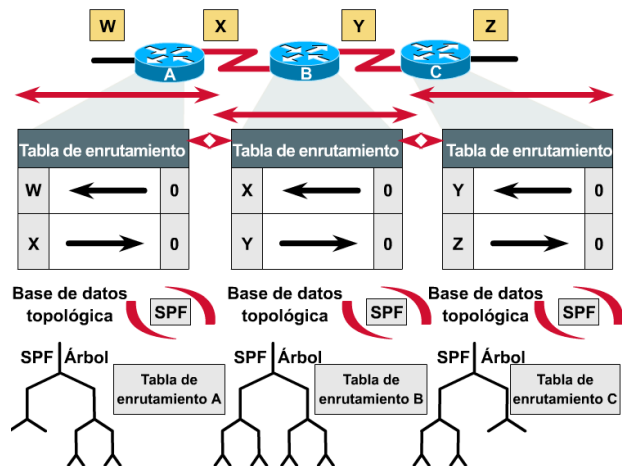 W X Y Z
A B C
Tabla de enrutamiento Tabla de enrutamiento Tabla de enrutamiento
W 0 X 0 Y 0
X 0 Y 0 Z 0
Base de datos topológica SPF Base de datos topológica SPF Base de datos topológica SPF
SPF Árbol SPF Árbol SPF Árbol
Tabla de enrutamiento A Tabla de enrutamiento B Tabla de enrutamiento C